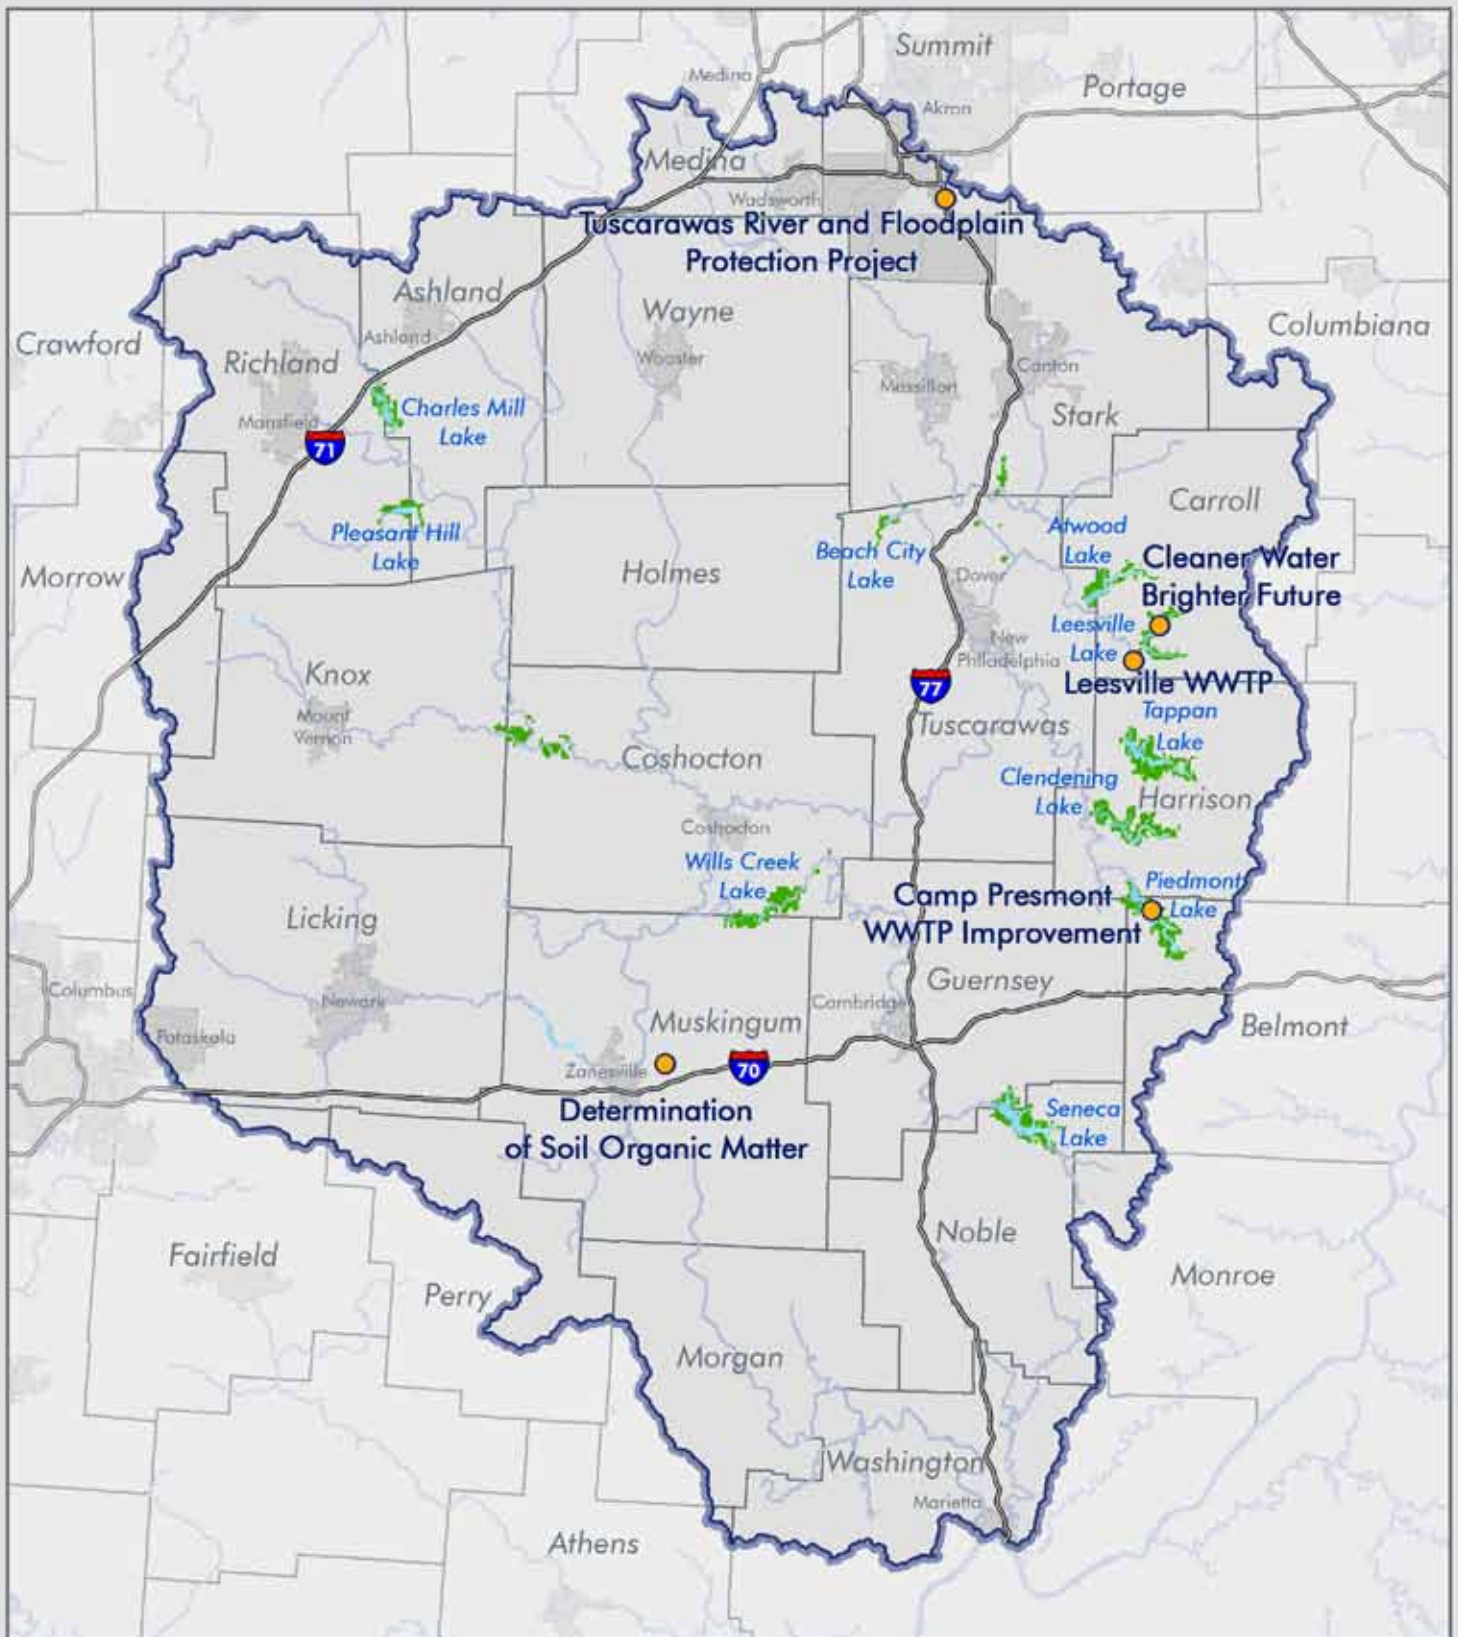 Summit
Portage
Medina
Akron
Medina
Wadsworth
Tuscarawas River and Floodplain
Protection Project
Ashland
Wayne
Crawford
Columbiana
Ashland
Richland
Wooster
Canton
Massillon
Charles Mill
Lake
Stark
Mansfield
71
Carroll
Pleasant Hill
Lake
Atwood
Lake
Beach City
Lake
Cleaner Water
Brighter Future
Morrow
Holmes
Dover
Leesville
Lake
New
Philadelphia
Knox
Leesville WWTP
77
Mount
Vernon
Tuscarawas
Tappan
Lake
Coshocton
Clendening
Lake
Harrison
Coshocton
Wills Creek
Lake
Piedmont
Lake
Camp Presmont
WWTP Improvement
Licking
Guernsey
Columbus
Newark
Cambridge
Muskingum
Belmont
Pataskala
Zanesville
70
Determination
of Soil Organic Matter
Seneca
Lake
Noble
Fairfield
Perry
Monroe
Morgan
Washington
Marietta
Athens